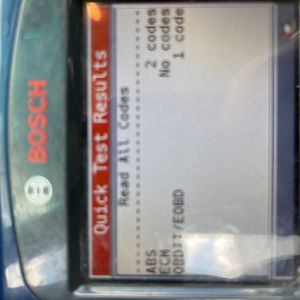 BOSCH
Quick Test Results
Read All Codes
ABS 2 codes
ECM No codes
OBDII/EOBD 1 code